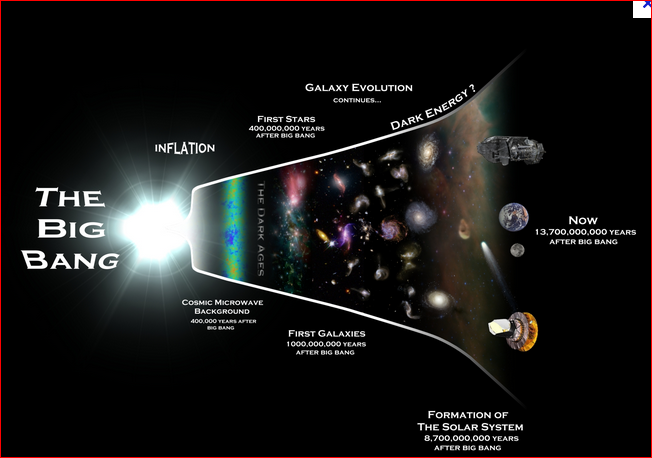 THE
BIG
BANG
INFLATION
COSMIC MICROWAVE
BACKGROUND
400,000 YEARS AFTER
BIG BANG
THE DARK AGES
FIRST STARS
400,000,000 YEARS
AFTER BIG BANG
FIRST GALAXIES
1000,000,000 YEARS
AFTER BIG BANG
GALAXY EVOLUTION
CONTINUES...
DARK ENERGY ?
FORMATION OF
THE SOLAR SYSTEM
8,700,000,000 YEARS
AFTER BIG BANG
NOW
13,700,000,000 YEARS
AFTER BIG BANG